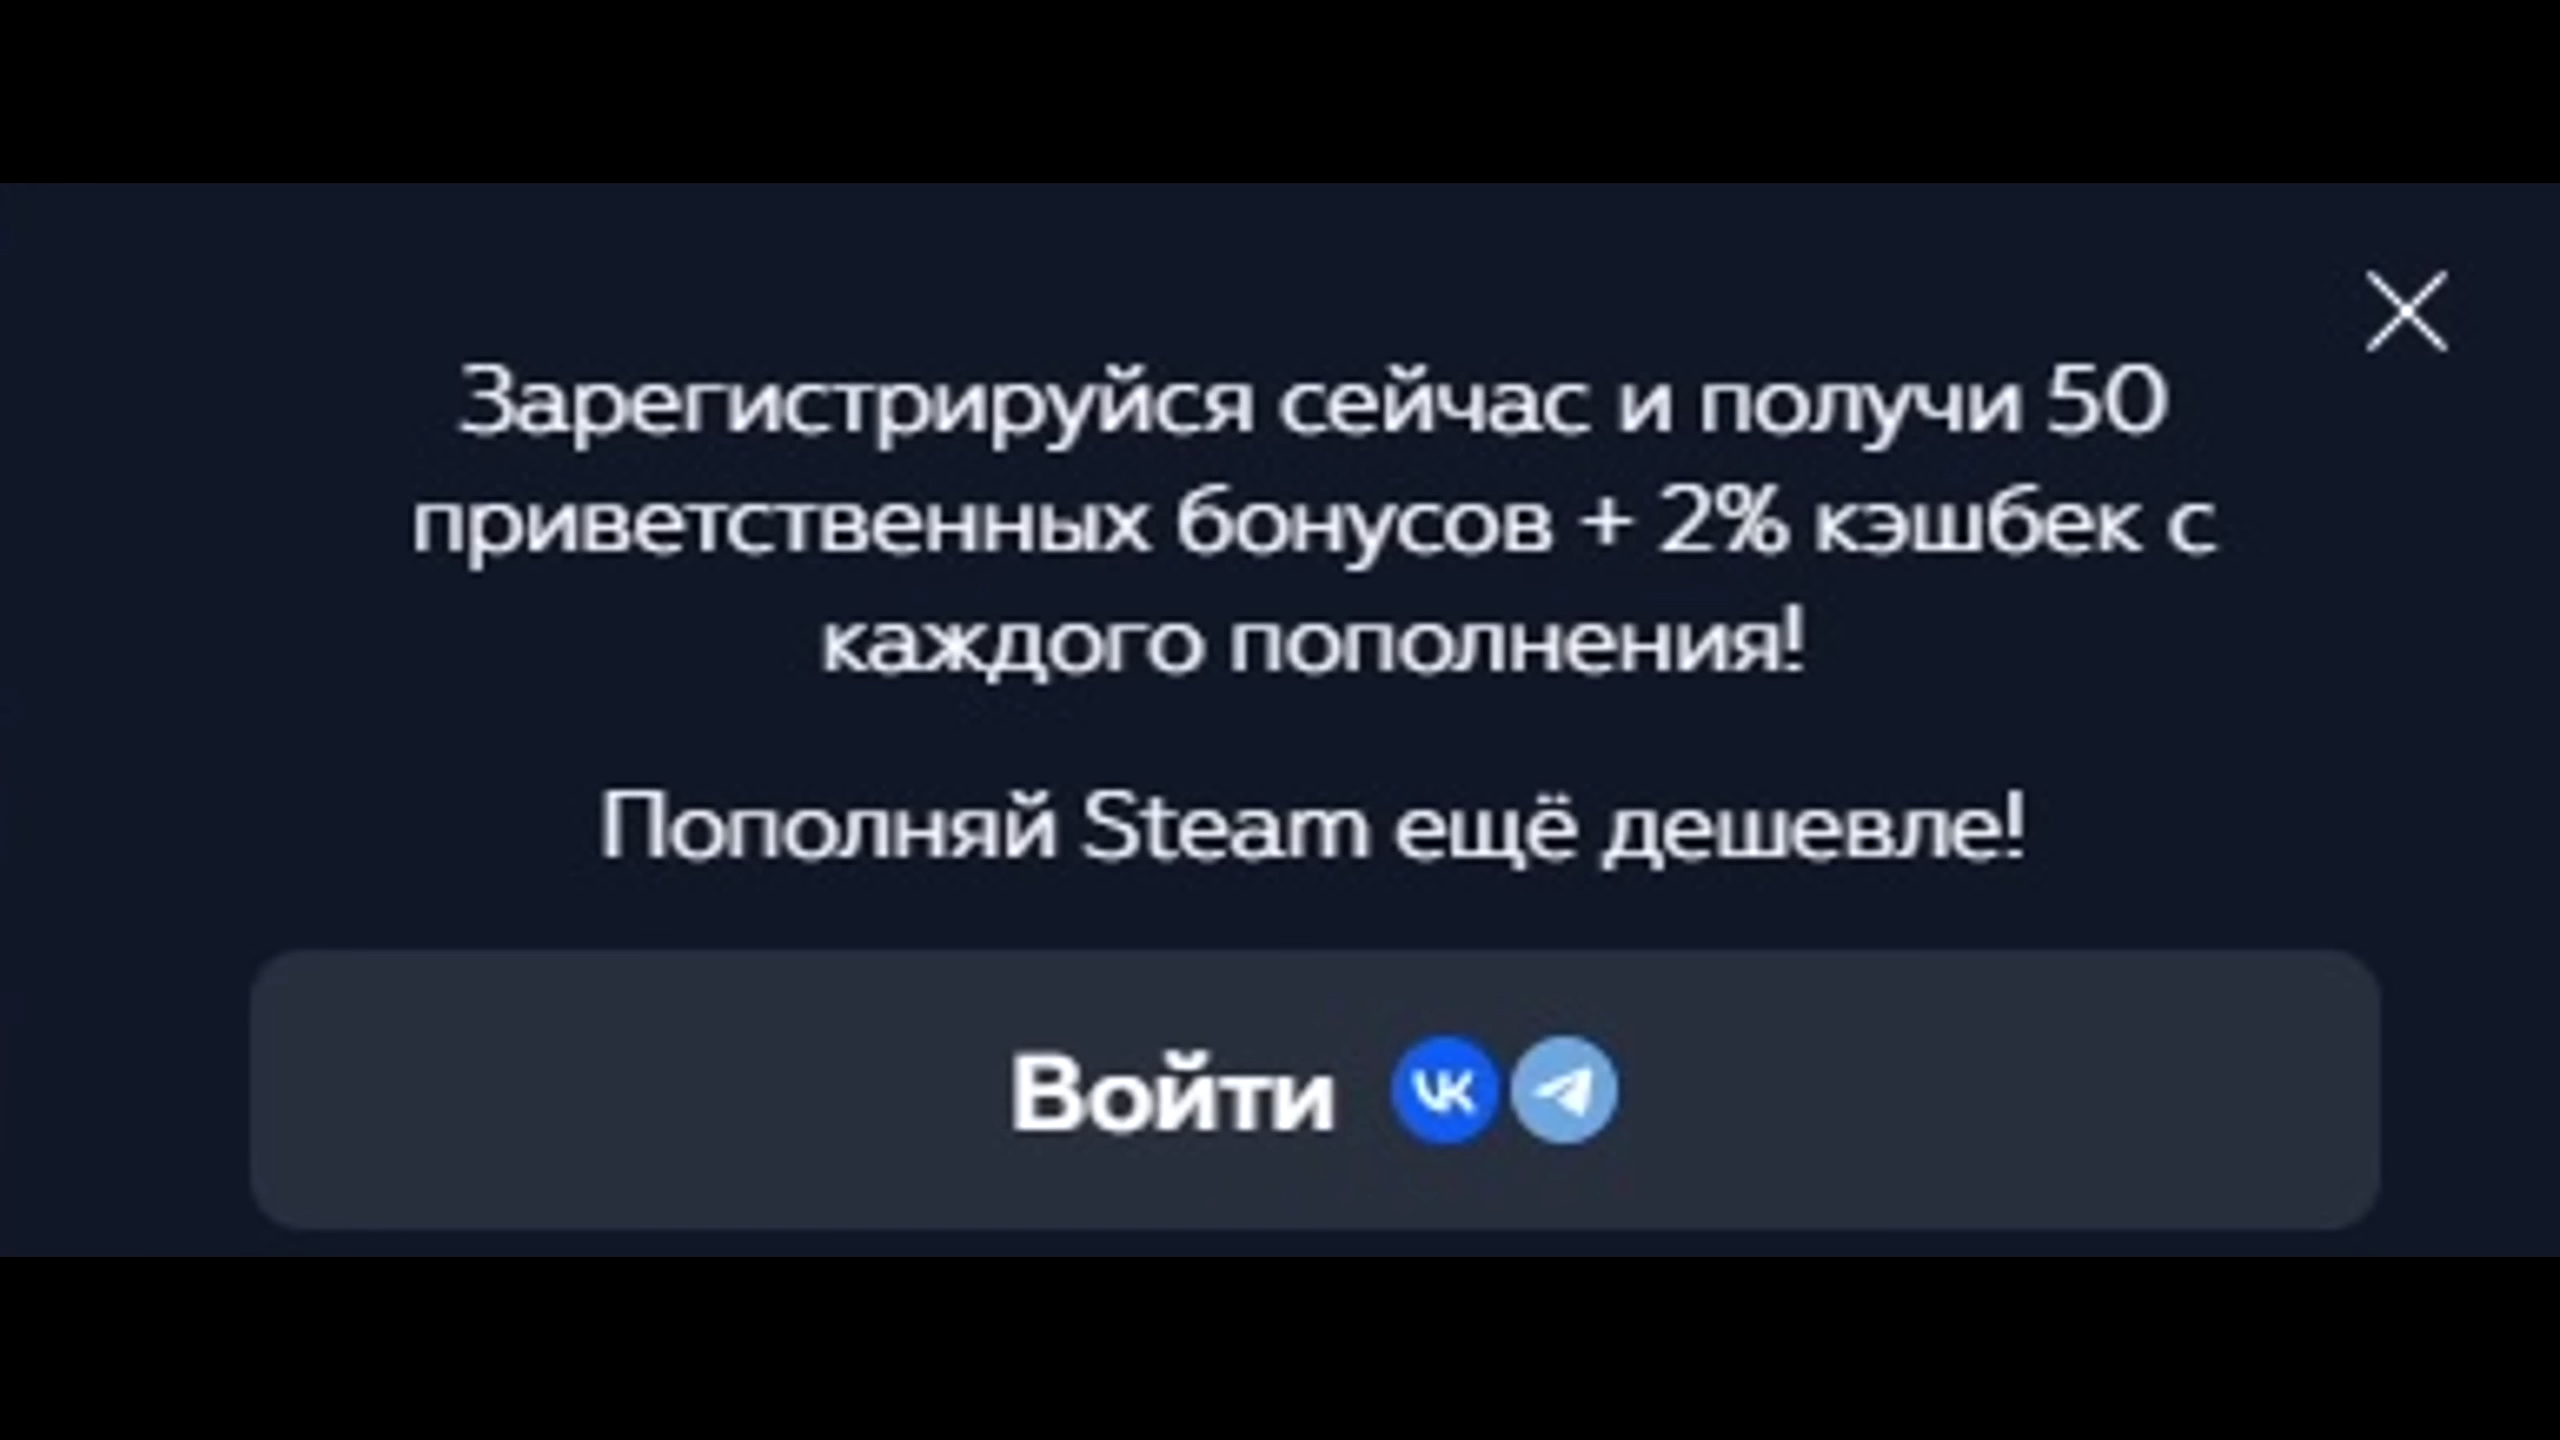 Зарегистрируйся сейчас и получи 50
приветственных бонусов + 2% кэшбек с
каждого пополнения!
Пополняй Steam ещё дешевле!
Войти